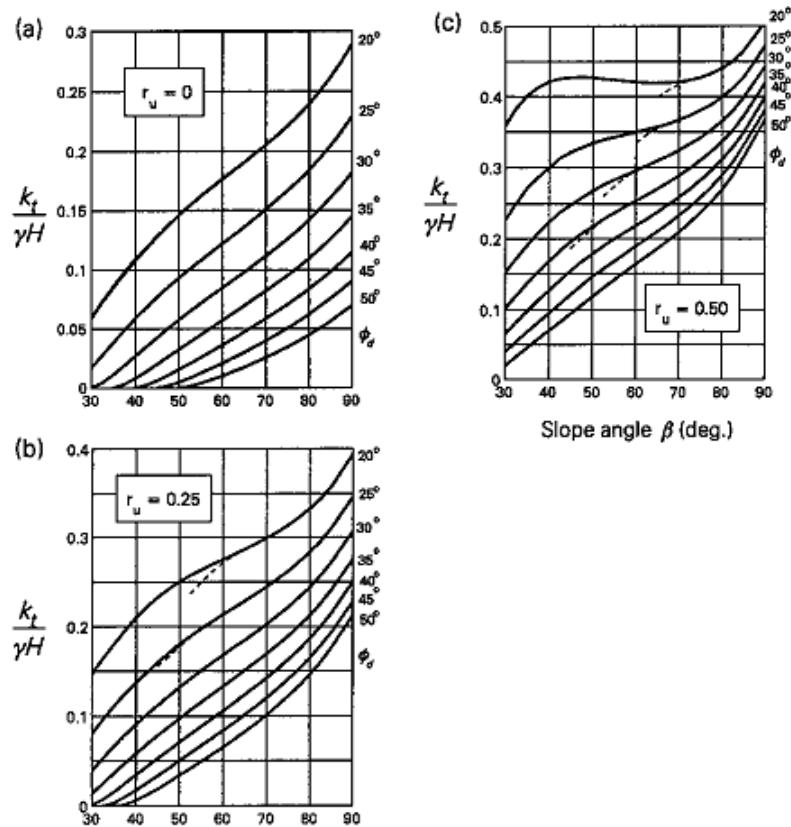 (a)
0.3
0.25
0.2
0.15
0.1
0.05
0
k_t
γH
r_u = 0
20°
25°
30°
35°
40°
45°
50°
ϕ_d
30 40 50 60 70 80 90
(c)
0.5
0.4
0.3
0.2
0.1
0
k_t
γH
r_u = 0.50
20°
25°
30°
35°
40°
45°
50°
ϕ_d
30 40 50 60 70 80 90
Slope angle β (deg.)
(b)
0.4
0.3
0.2
0.1
0
k_t
γH
r_u = 0.25
20°
25°
30°
35°
40°
45°
50°
ϕ_d
30 40 50 60 70 80 90